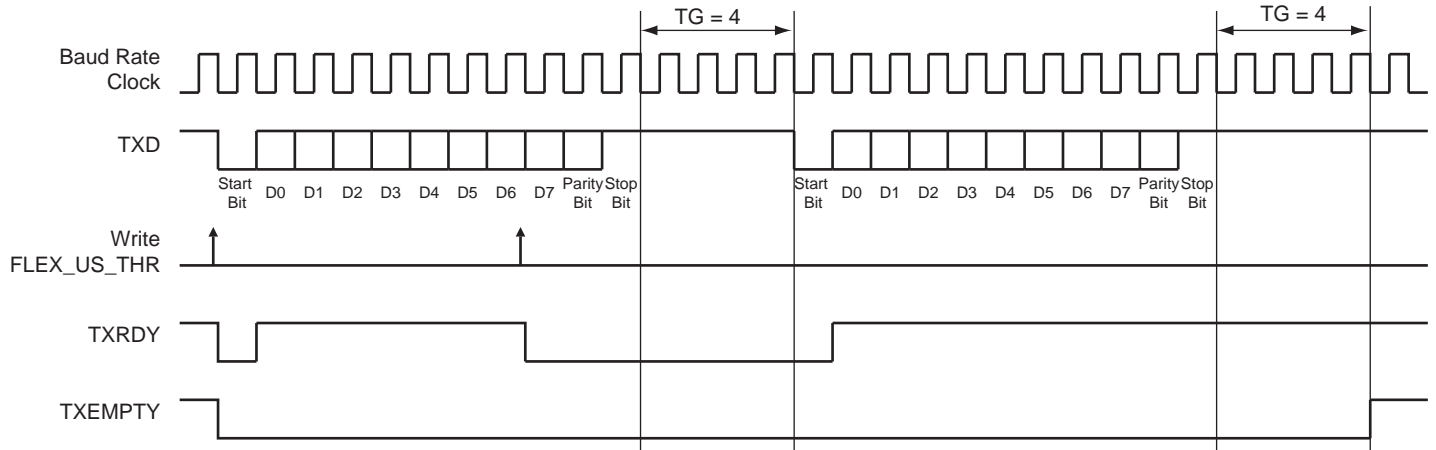 TG = 4
TG = 4
Baud Rate
Clock
TXD
Start
Bit
D0
D1
D2
D3
D4
D5
D6
D7
Parity
Bit
Stop
Bit
Start
Bit
D0
D1
D2
D3
D4
D5
D6
D7
Parity
Bit
Stop
Bit
Write
FLEX_US_THR
TXRDY
TXEMPTY